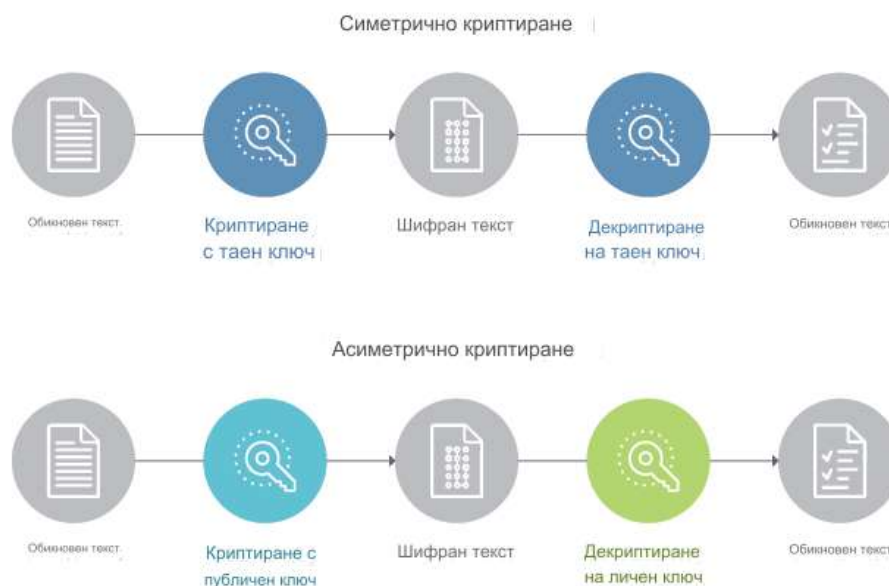 Симетрично криптиране
Обикновен текст.
Криптиране
с таен ключ
Шифран текст
Декриптиране
на таен ключ
Обикновен текст
Асиметрично криптиране
Обикновен текст.
Криптиране с
публичен ключ
Шифран текст
Декриптиране
на личен ключ
Обикновен текст